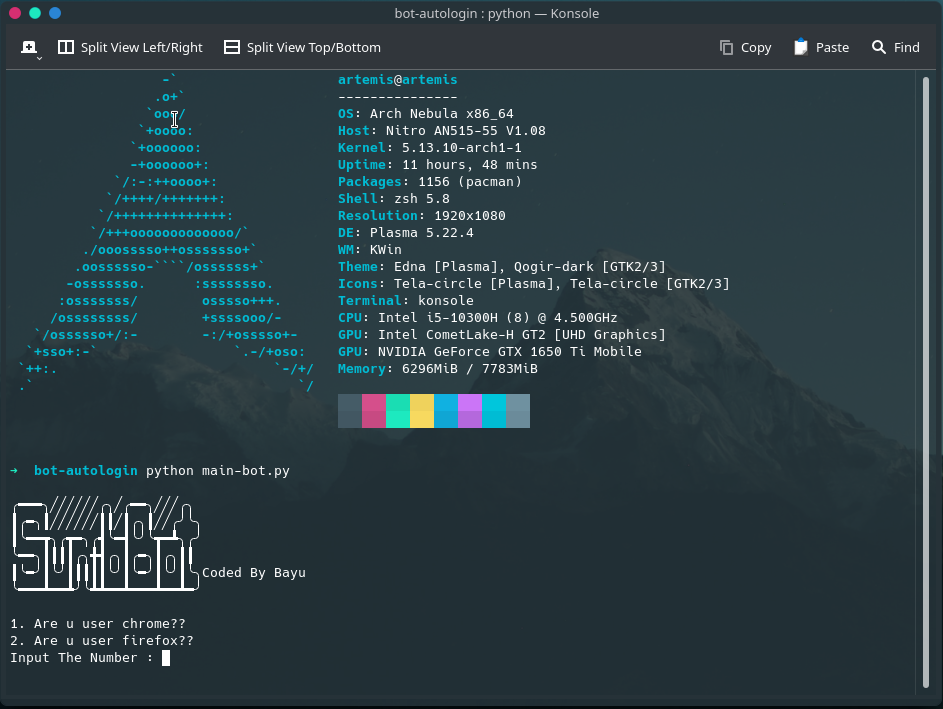 bot-autologin : python — Konsole
Split View Left/Right
Split View Top/Bottom
Copy
Paste
Find
artemis@artemis
---------------
OS: Arch Nebula x86_64
Host: Nitro AN515-55 V1.08
Kernel: 5.13.10-arch1-1
Uptime: 11 hours, 48 mins
Packages: 1156 (pacman)
Shell: zsh 5.8
Resolution: 1920x1080
DE: Plasma 5.22.4
WM: KWin
Theme: Edna [Plasma], Qogir-dark [GTK2/3]
Icons: Tela-circle [Plasma], Tela-circle [GTK2/3]
Terminal: konsole
CPU: Intel i5-10300H (8) @ 4.500GHz
GPU: Intel CometLake-H GT2 [UHD Graphics]
GPU: NVIDIA GeForce GTX 1650 Ti Mobile
Memory: 6296MiB / 7783MiB
➜ bot-autologin python main-bot.py
Coded By Bayu
1. Are u user chrome??
2. Are u user firefox??
Input The Number :